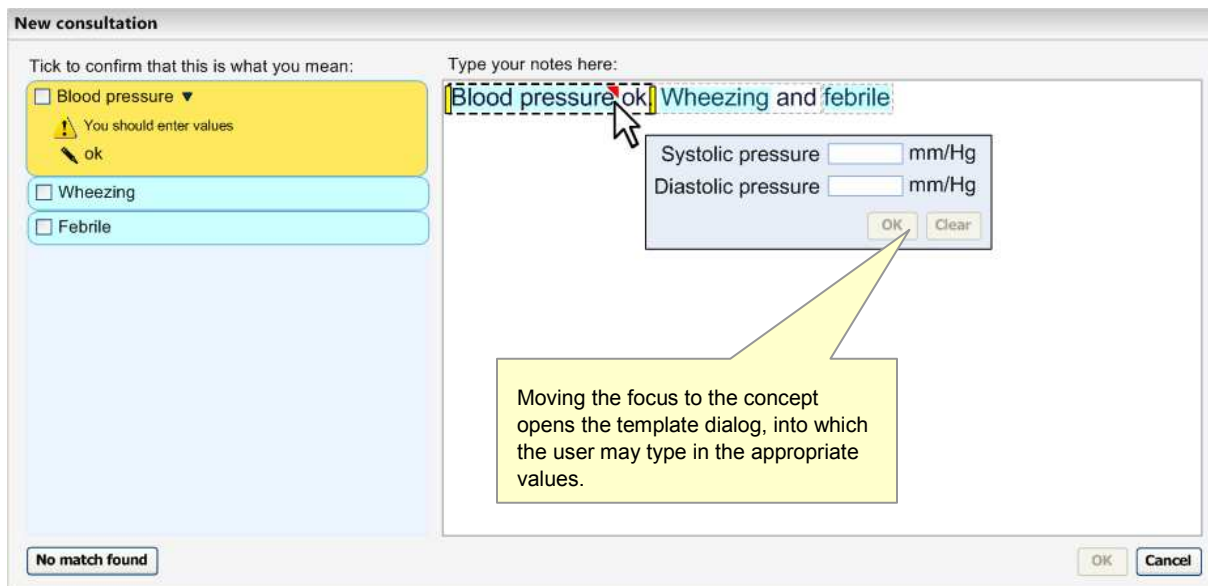 New consultation
Tick to confirm that this is what you mean:
Blood pressure
You should enter values
ok
Wheezing
Febrile
No match found
Type your notes here:
Blood pressure ok. Wheezing and febrile
Systolic pressure mm/Hg
Diastolic pressure mm/Hg
OK Clear
Moving the focus to the concept
opens the template dialog, into which
the user may type in the appropriate
values.
OK Cancel